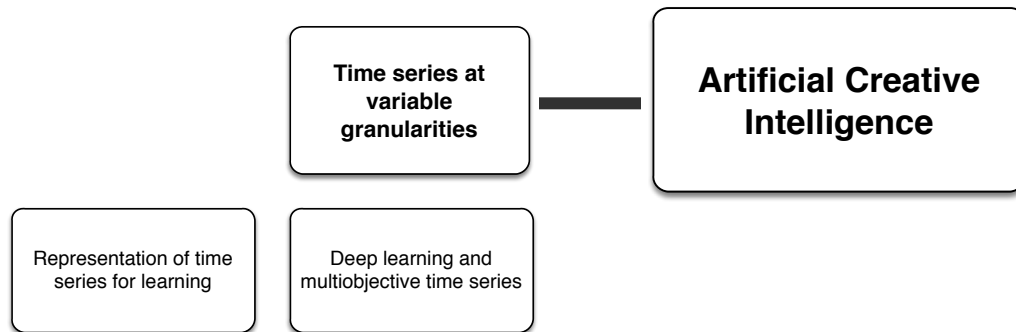 Time series at
variable
granularities
Artificial Creative
Intelligence
Representation of time
series for learning
Deep learning and
multiobjective time series